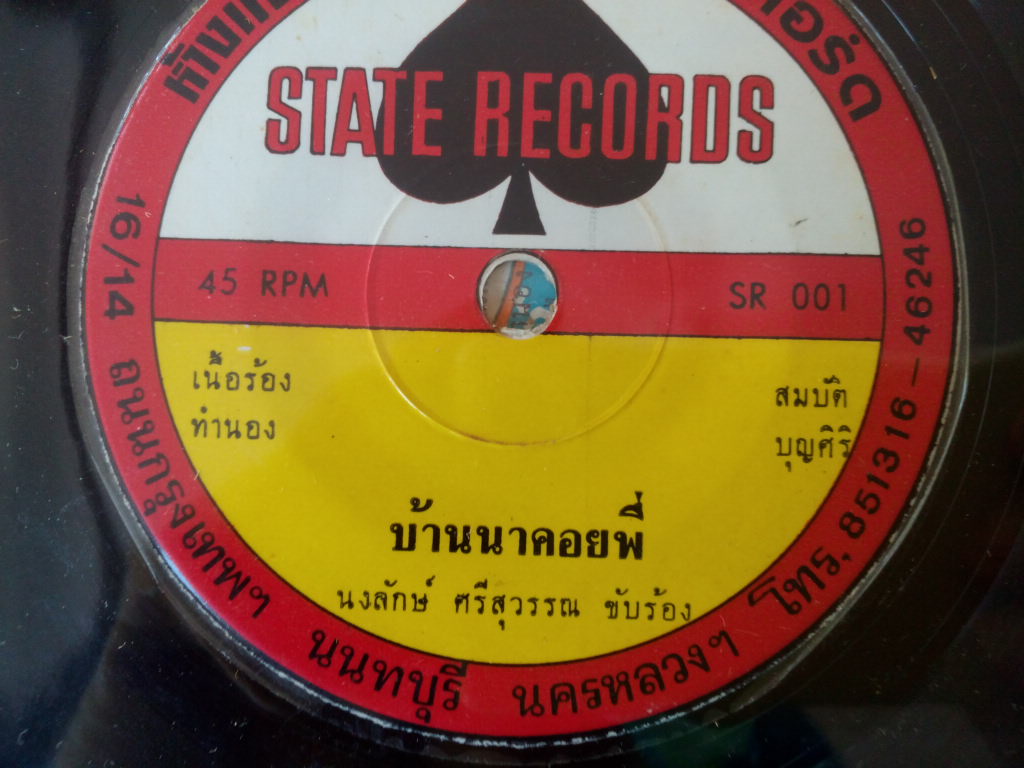 STATE RECORDS
45 RPM
SR 001
เนื้อร้อง
ทำนอง
สมบัติ
บุญศิริ
บ้านนาคอยพี่
นงลักษ์ ศรีสุวรรณ ขับร้อง
16/14 ถนนกรุงเทพฯ นนทบุรี นครหลวงฯ โทร. 851316-46246